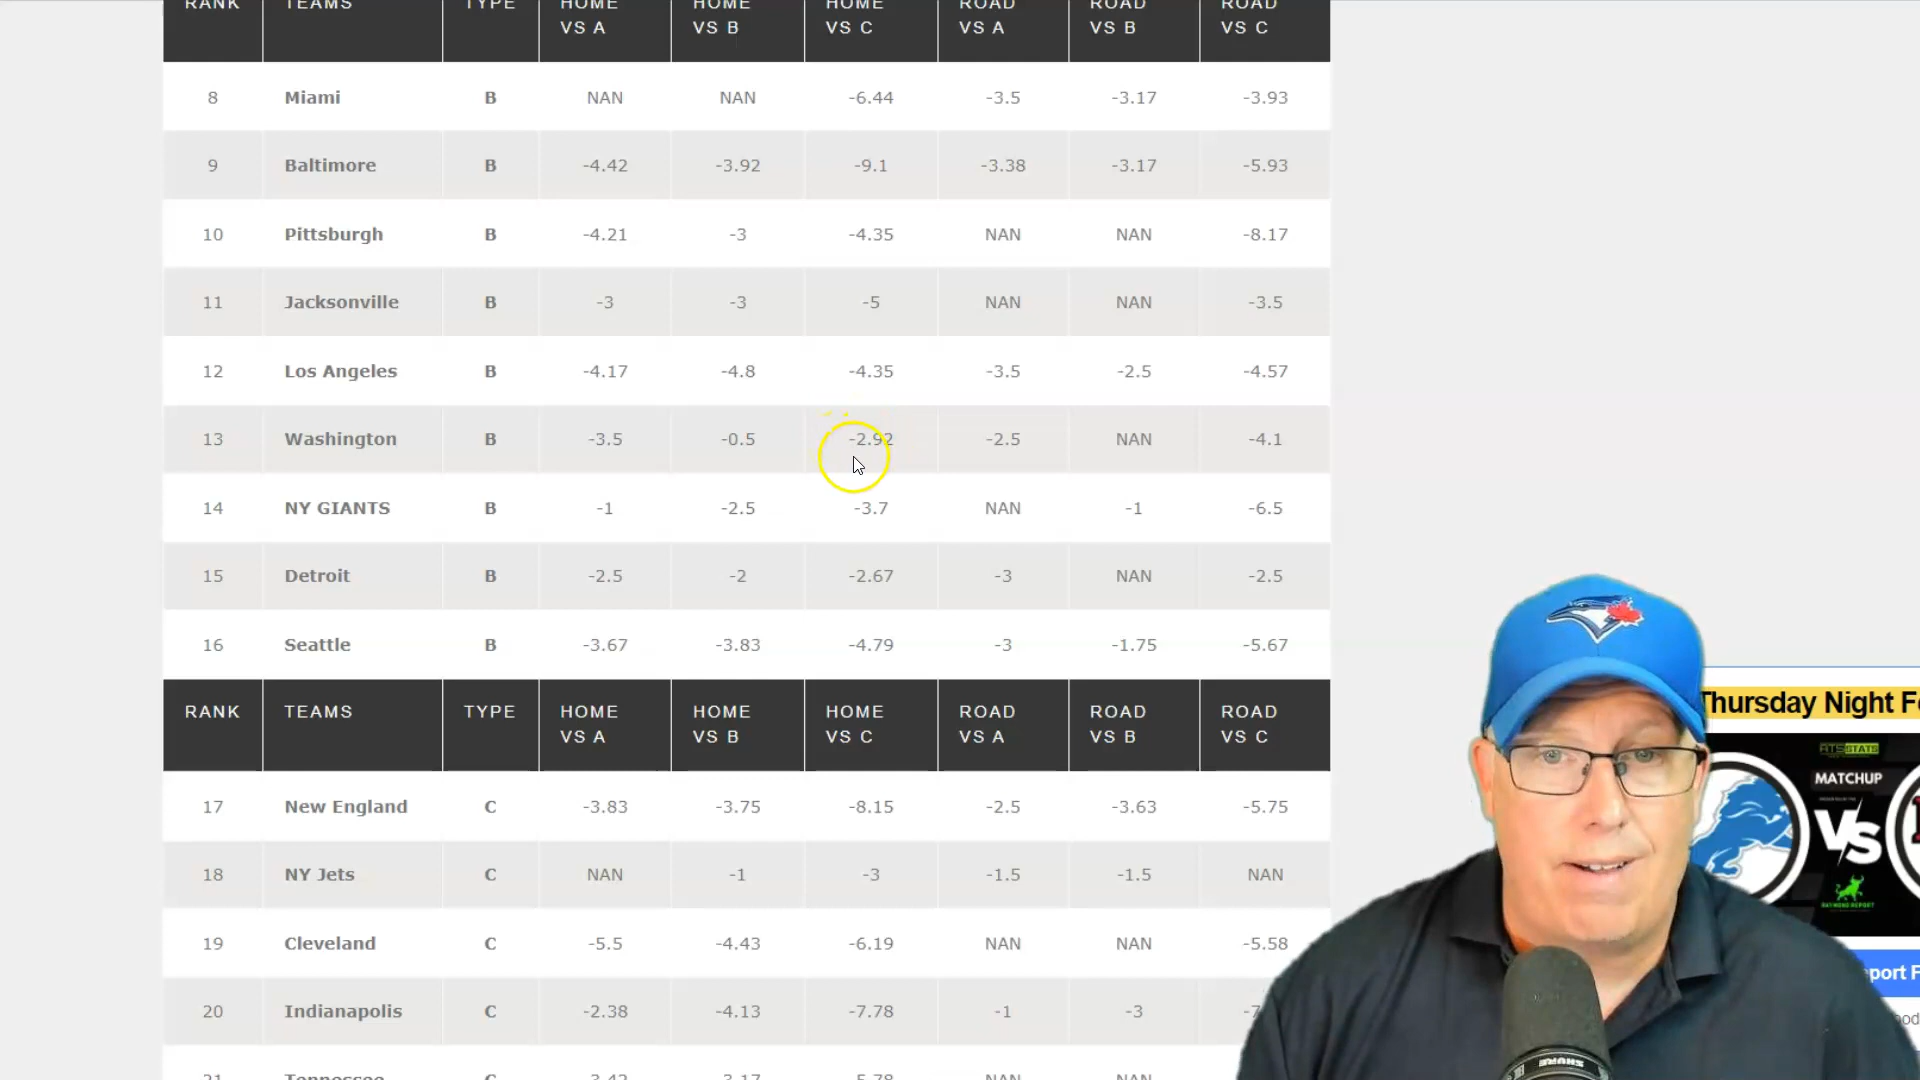 RANK TEAMS TYPE HOME HOME HOME ROAD ROAD ROAD
VS A VS B VS C VS A VS B VS C
8 Miami B NAN NAN -6.44 -3.5 -3.17 -3.93
9 Baltimore B -4.42 -3.92 -9.1 -3.38 -3.17 -5.93
10 Pittsburgh B -4.21 -3 -4.35 NAN NAN -8.17
11 Jacksonville B -3 -3 -5 NAN NAN -3.5
12 Los Angeles B -4.17 -4.8 -4.35 -3.5 -2.5 -4.57
13 Washington B -3.5 -0.5 -2.92 -2.5 NAN -4.1
14 NY GIANTS B -1 -2.5 -3.7 NAN -1 -6.5
15 Detroit B -2.5 -2 -2.67 -3 NAN -2.5
16 Seattle B -3.67 -3.83 -4.79 -3 -1.75 -5.67
RANK TEAMS TYPE HOME HOME HOME ROAD ROAD ROAD
VS A VS B VS C VS A VS B VS C
17 New England C -3.83 -3.75 -8.15 -2.5 -3.63 -5.75
18 NY Jets C NAN -1 -3 -1.5 -1.5 NAN
19 Cleveland C -5.5 -4.43 -6.19 NAN NAN -5.58
20 Indianapolis C -2.38 -4.13 -7.78 -1 -3 -7
21 Tennessee C -3.42 -3.17 -5.78 NAN NAN
Thursday Night Fo
ATSSTATS
MATCHUP
VS
RAYMOND REPORT
port F
ood
SHURE